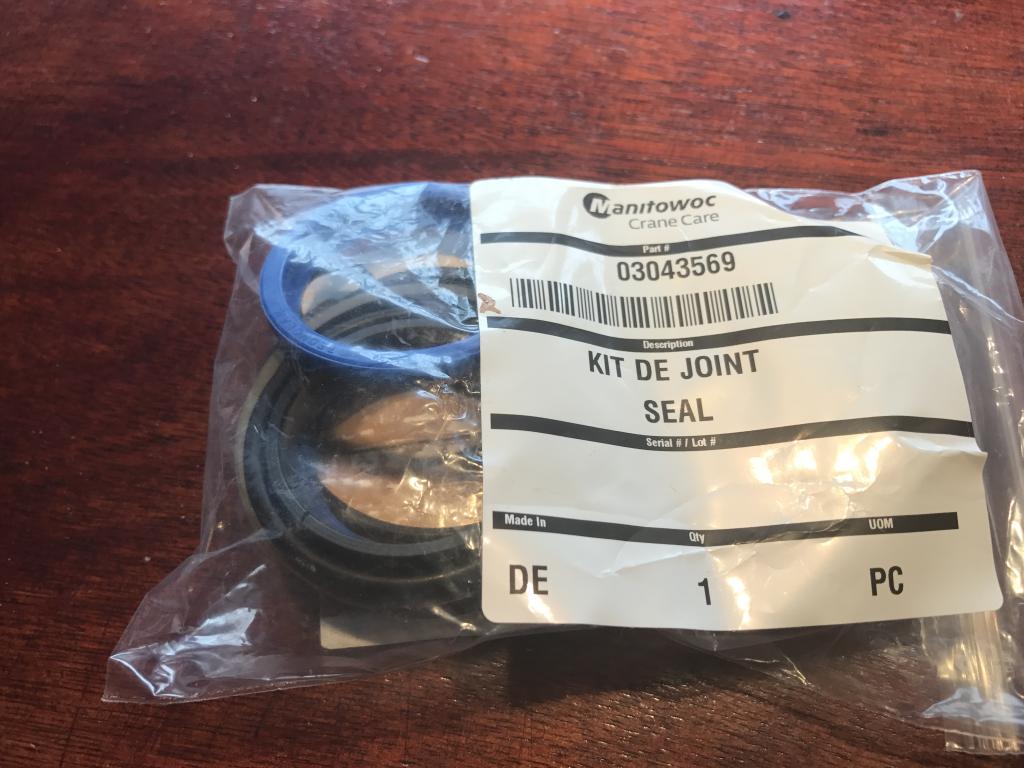 Manitowoc
Crane Care
Part #
03043569
Description
KIT DE JOINT
SEAL
Serial # / Lot #
Made In Qty UOM
DE 1 PC